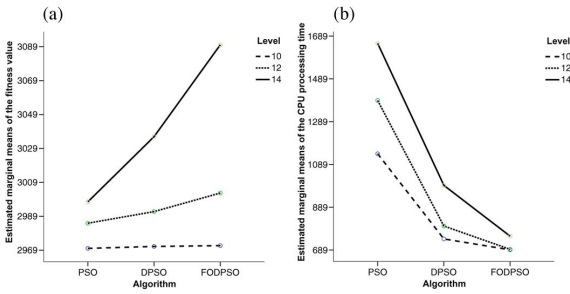 (a)
Estimated marginal means of the fitness value
3089
3069
3049
3029
3009
2989
2969
PSO DPSO FODPSO
Algorithm
Level
10
12
14
(b)
Estimated marginal means of the CPU processing time
1689
1489
1289
1089
889
689
PSO DPSO FODPSO
Algorithm
Level
10
12
14